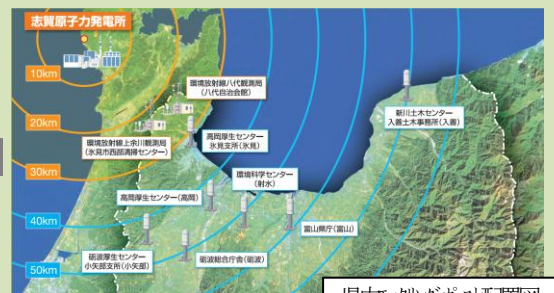 志賀原子力発電所
10km
20km
30km
40km
50km
環境放射線八代観測局
(八代自治会館)
環境放射線上余川観測局
(氷見市西部清掃センター)
高岡厚生センター
氷見支所(氷見)
新川土木センター
入善土木事務所(入善)
環境科学センター
(射水)
高岡厚生センター(高岡)
富山県庁(富山)
砺波厚生センター
小矢部支所(小矢部)
砺波総合庁舎(砺波)